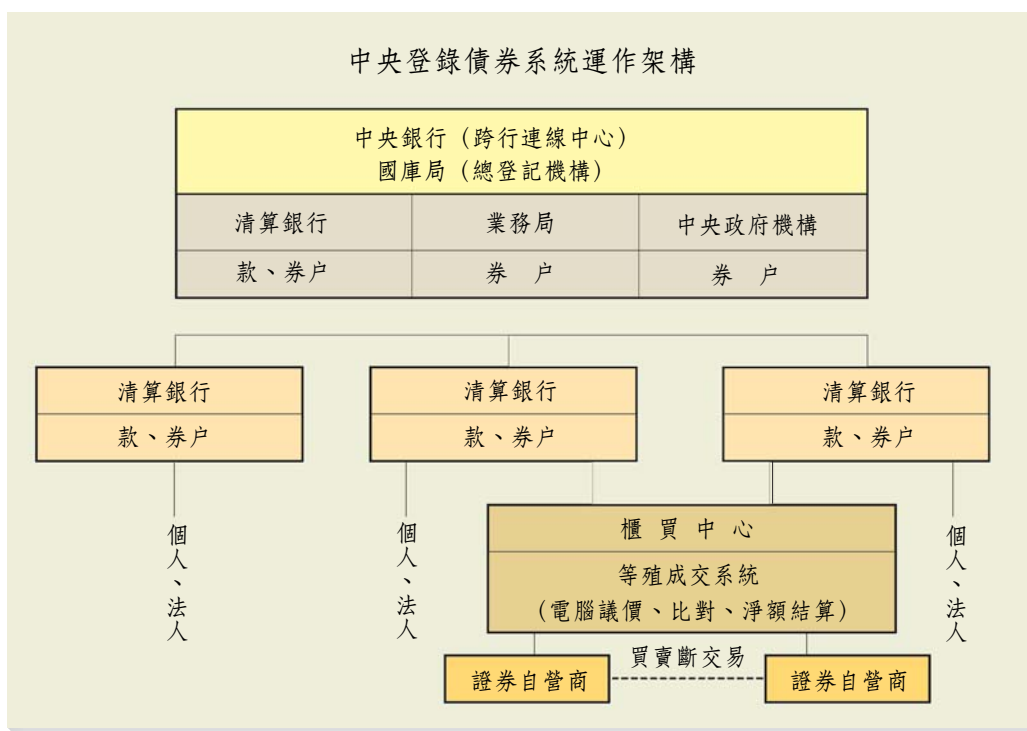 中央登錄債券系統運作架構
中央銀行（跨行連線中心）
國庫局（總登記機構）
清算銀行
業務局
中央政府機構
款、券户
券 户
券 户
清算銀行
款、券户
清算銀行
款、券户
清算銀行
款、券户
個人、法人
個人、法人
櫃買中心
等殖成交系統
（電腦議價、比對、淨額結算）
個人、法人
買賣斷交易
證券自營商
證券自營商